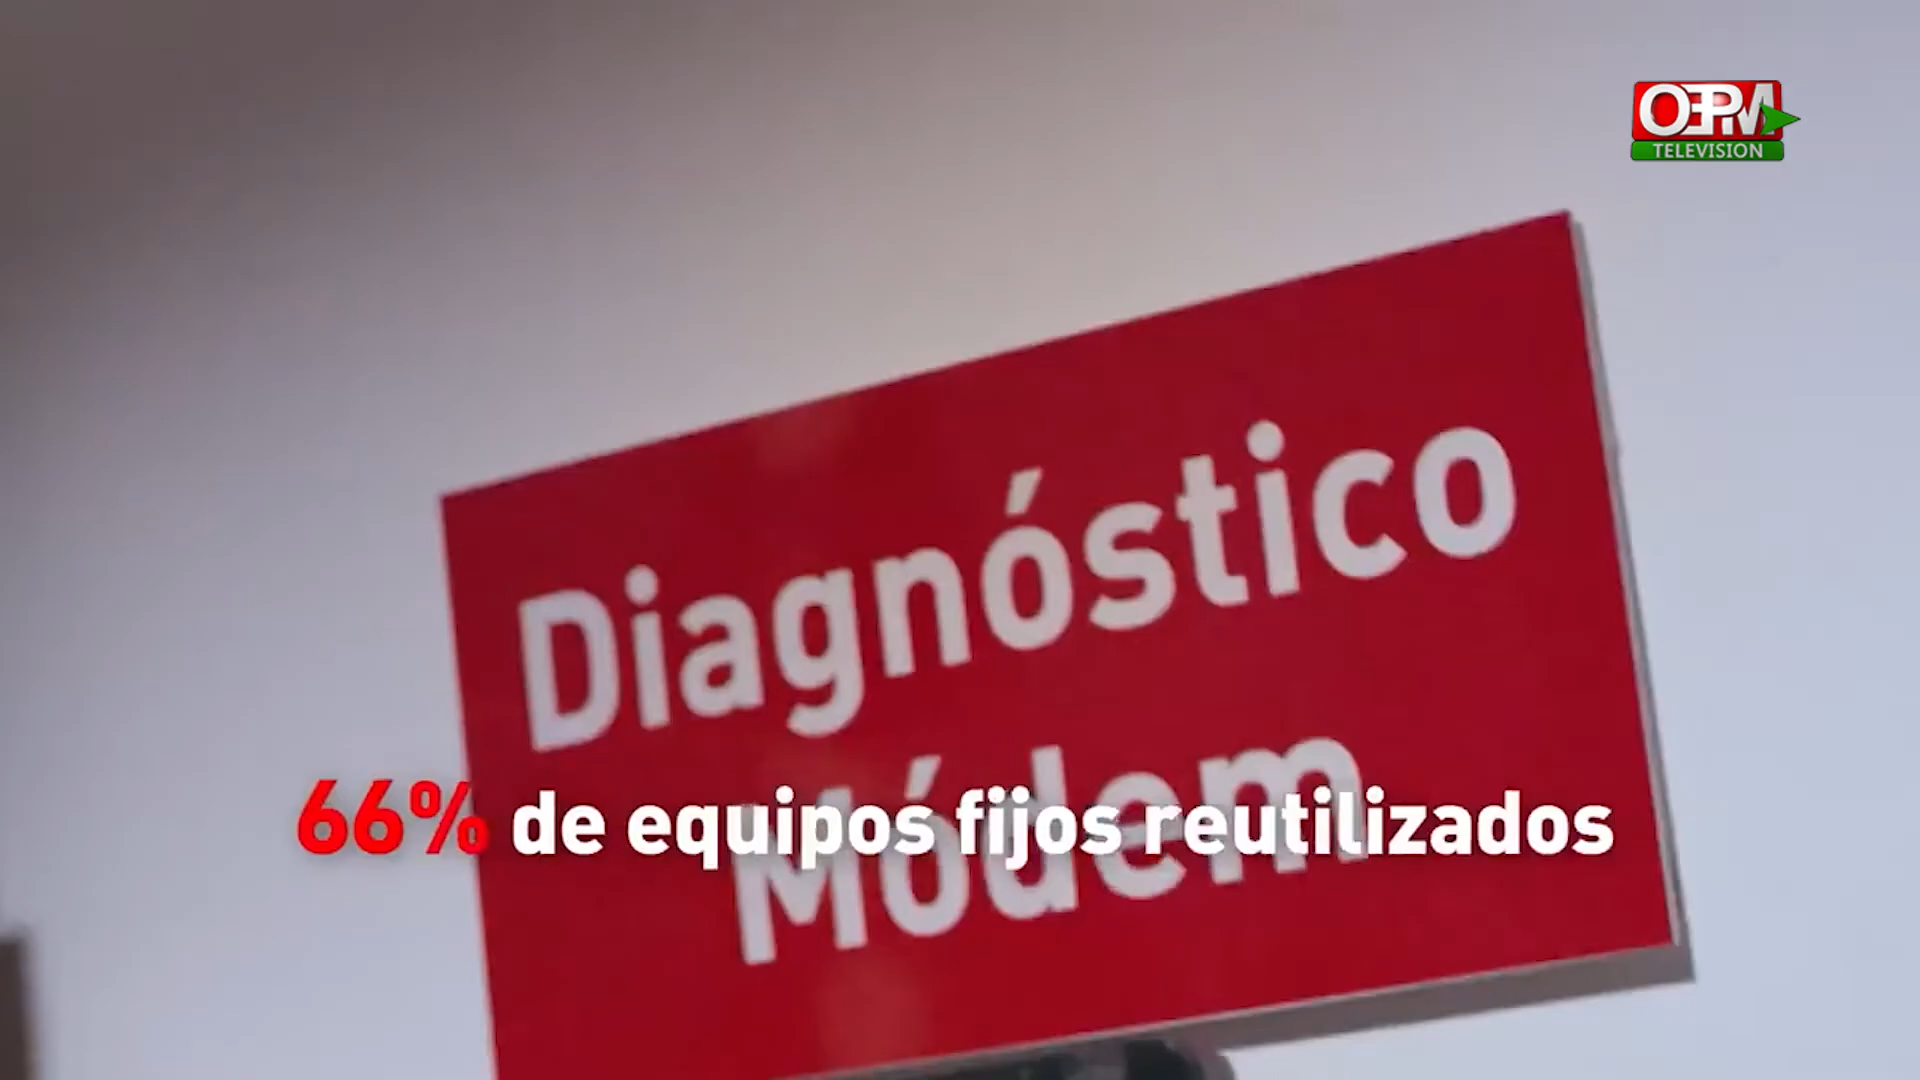 OEPM
TELEVISION
Diagnóstico
Módem
66% de equipos fijos reutilizados